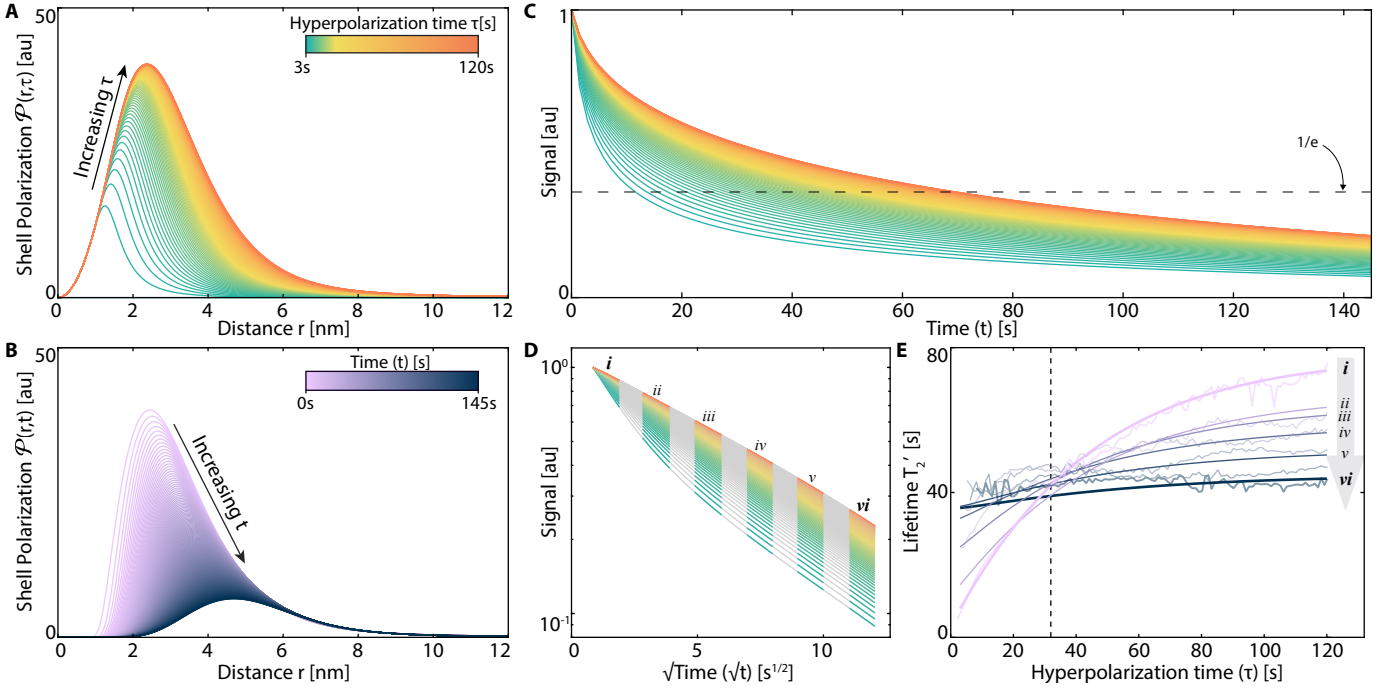 A
50
Shell Polarization 𝒫(r,τ) [au]
0
Increasing τ
Hyperpolarization time τ[s]
3s
120s
0
2
4
6
8
10
12
Distance r [nm]
C
1
Signal [au]
0
1/e
0
20
40
60
80
100
120
140
Time (t) [s]
B
50
Shell Polarization 𝒫(r,t) [au]
0
Increasing t
Time (t) [s]
0s
145s
0
2
4
6
8
10
12
Distance r [nm]
D
10⁰
Signal [au]
10⁻¹
i
ii
iii
iv
v
vi
0
5
10
√Time (√t) [s^1/2]
E
80
Lifetime T₂′ [s]
40
0
i
ii
iii
iv
v
vi
0
20
40
60
80
100
120
Hyperpolarization time (τ) [s]